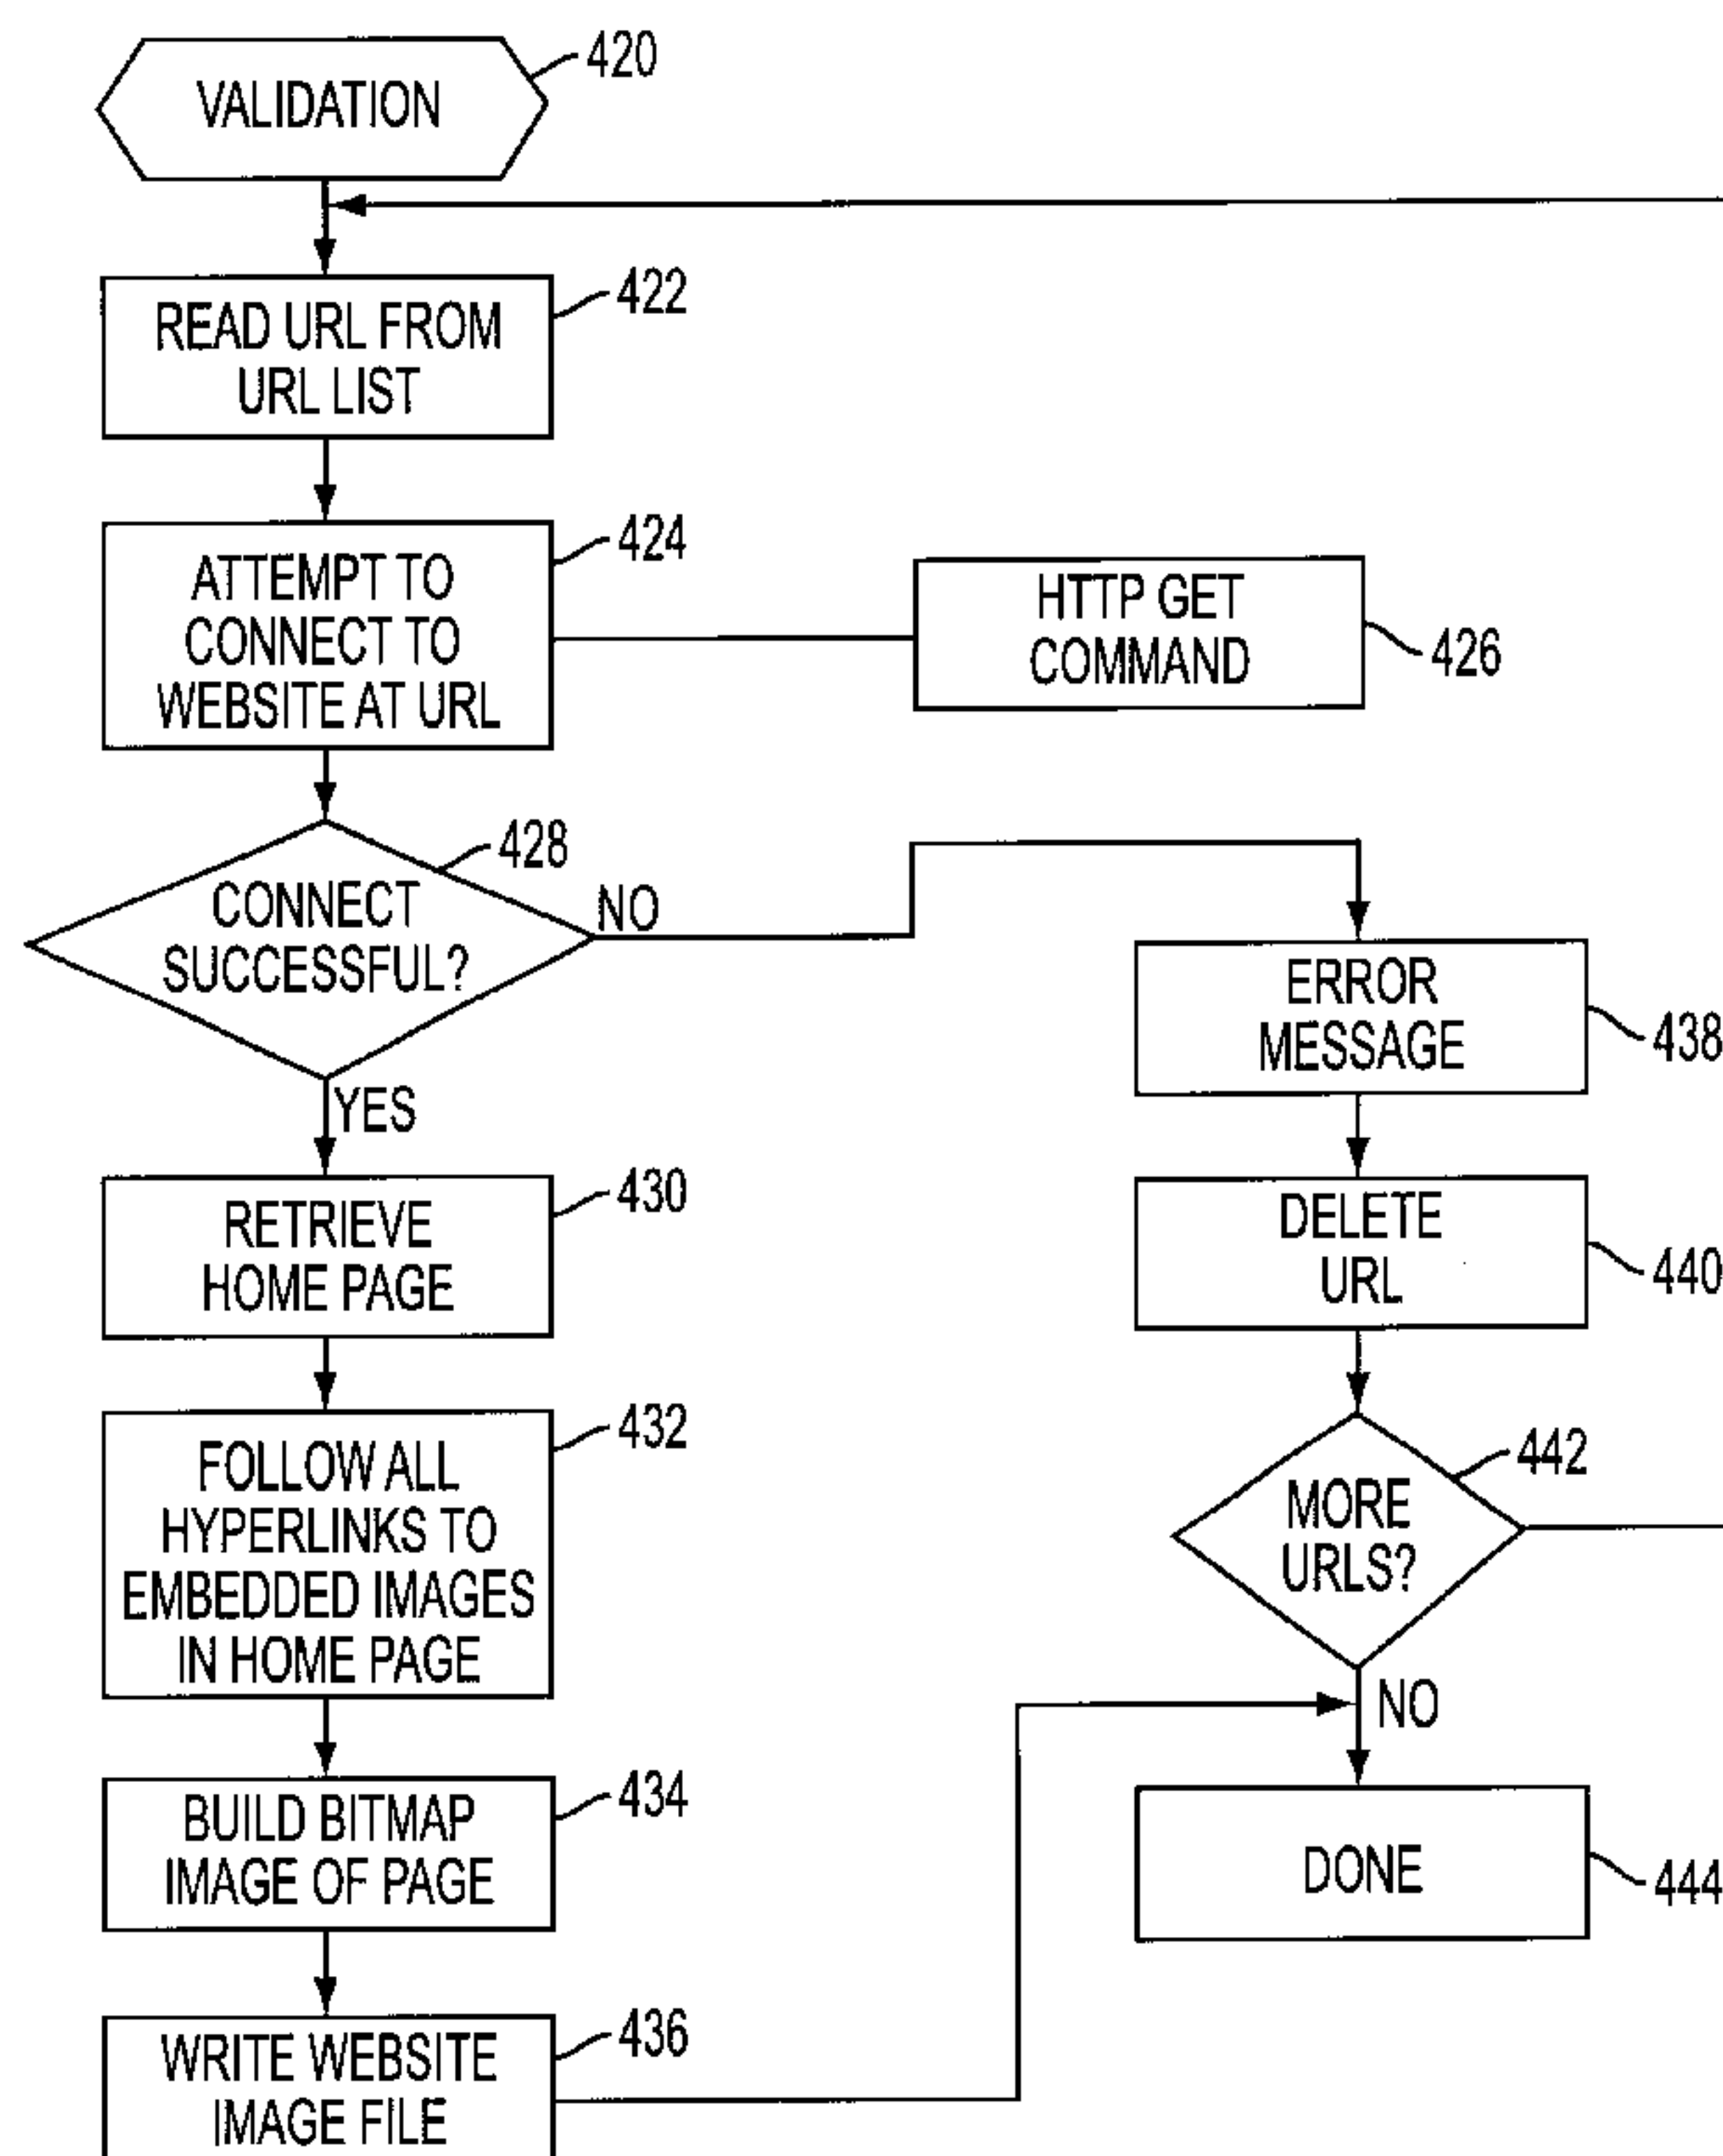 VALIDATION
420
READ URL FROM
URL LIST
422
ATTEMPT TO
CONNECT TO
WEBSITE AT URL
424
HTTP GET
COMMAND
426
CONNECT
SUCCESSFUL?
428
NO
YES
RETRIEVE
HOME PAGE
430
FOLLOW ALL
HYPERLINKS TO
EMBEDDED IMAGES
IN HOME PAGE
432
BUILD BITMAP
IMAGE OF PAGE
434
WRITE WEBSITE
IMAGE FILE
436
ERROR
MESSAGE
438
DELETE
URL
440
MORE
URLS?
442
NO
DONE
444